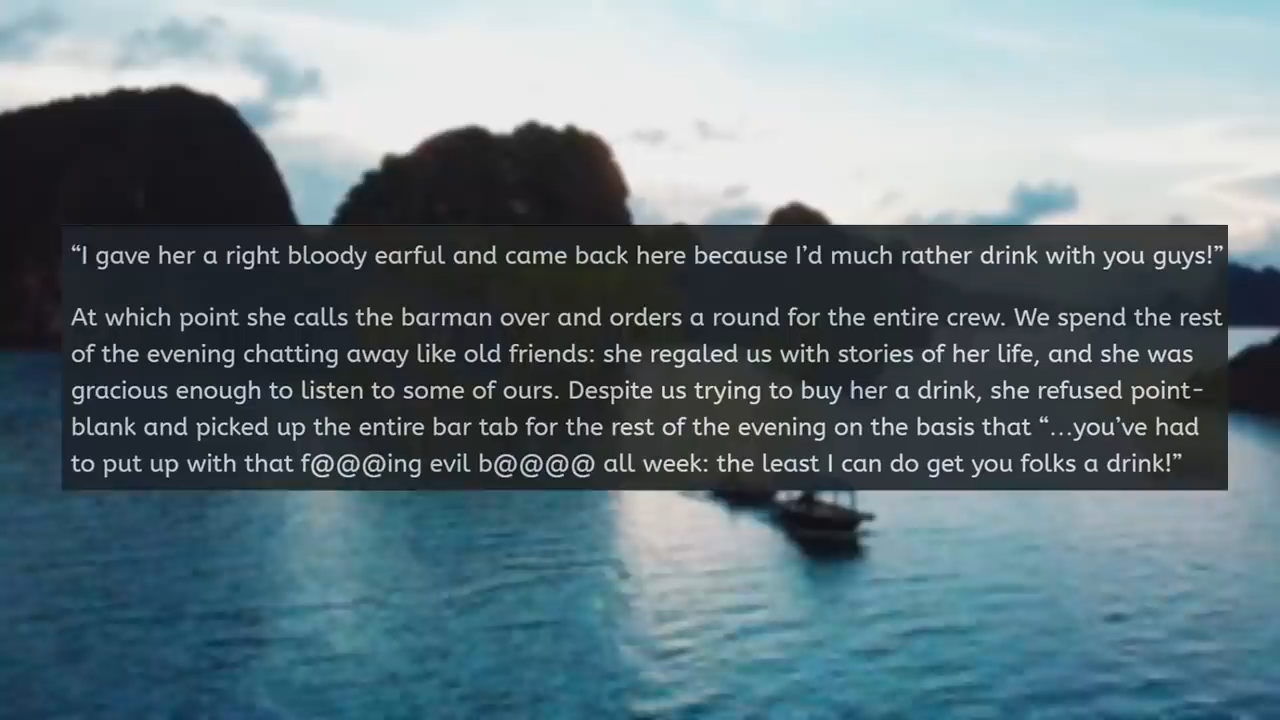 “I gave her a right bloody earful and came back here because I’d much rather drink with you guys!”
At which point she calls the barman over and orders a round for the entire crew. We spend the rest
of the evening chatting away like old friends: she regaled us with stories of her life, and she was
gracious enough to listen to some of ours. Despite us trying to buy her a drink, she refused point-
blank and picked up the entire bar tab for the rest of the evening on the basis that “…you’ve had
to put up with that f@@@ing evil b@@@@ all week: the least I can do get you folks a drink!”